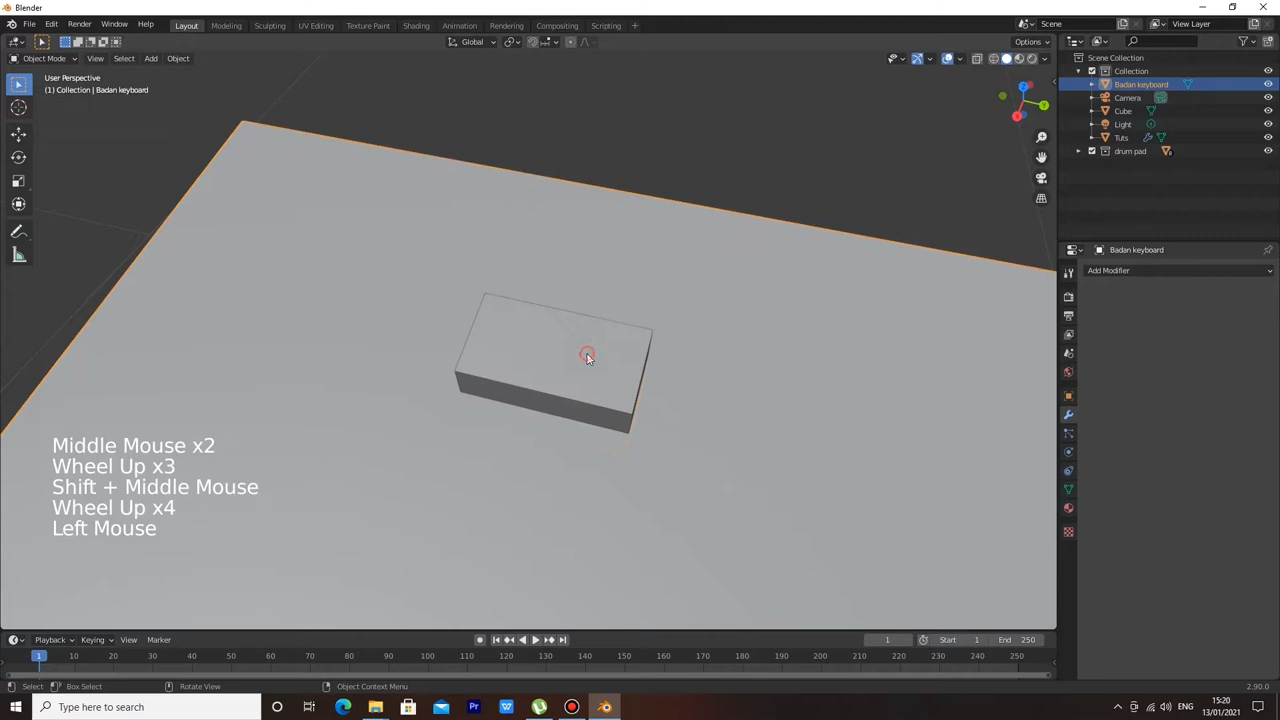 Blender
File Edit Render Window Help Layout Modeling Sculpting UV Editing Texture Paint Shading Animation Rendering Compositing Scripting + Scene View Layer
Global Options
Object Mode View Select Add Object
User Perspective
(1) Collection | Badan keyboard
Scene Collection
Collection
Badan keyboard
Camera
Cube
Light
Tuts
drum pad
Badan keyboard
Add Modifier
Middle Mouse x2
Wheel Up x3
Shift + Middle Mouse
Wheel Up x4
Left Mouse
Playback Keying View Marker 1 Start 1 End 250
1 10 20 30 40 50 60 70 80 90 100 110 120 130 140 150 160 170 180 190 200 210 220 230 240 250
Select Box Select Rotate View Object Context Menu 2.90.0
Type here to search
ENG
15:20
13/01/2021